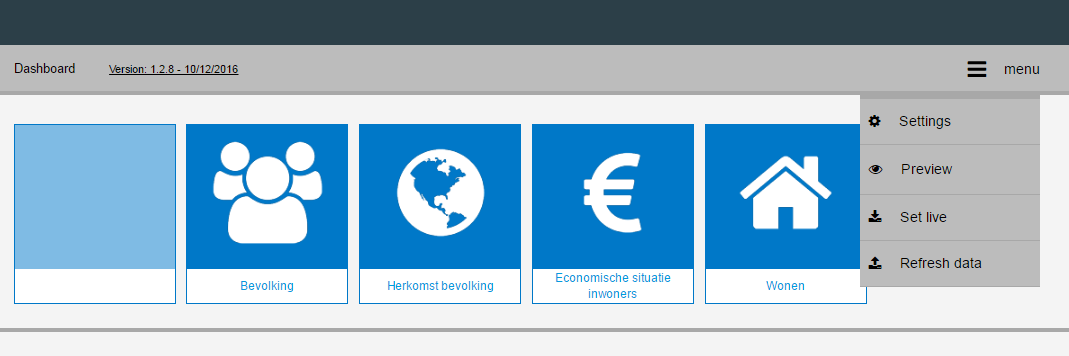 Dashboard
Version: 1.2.8 - 10/12/2016
menu
Settings
Preview
Set live
Refresh data
Bevolking
Herkomst bevolking
Economische situatie
inwoners
Wonen